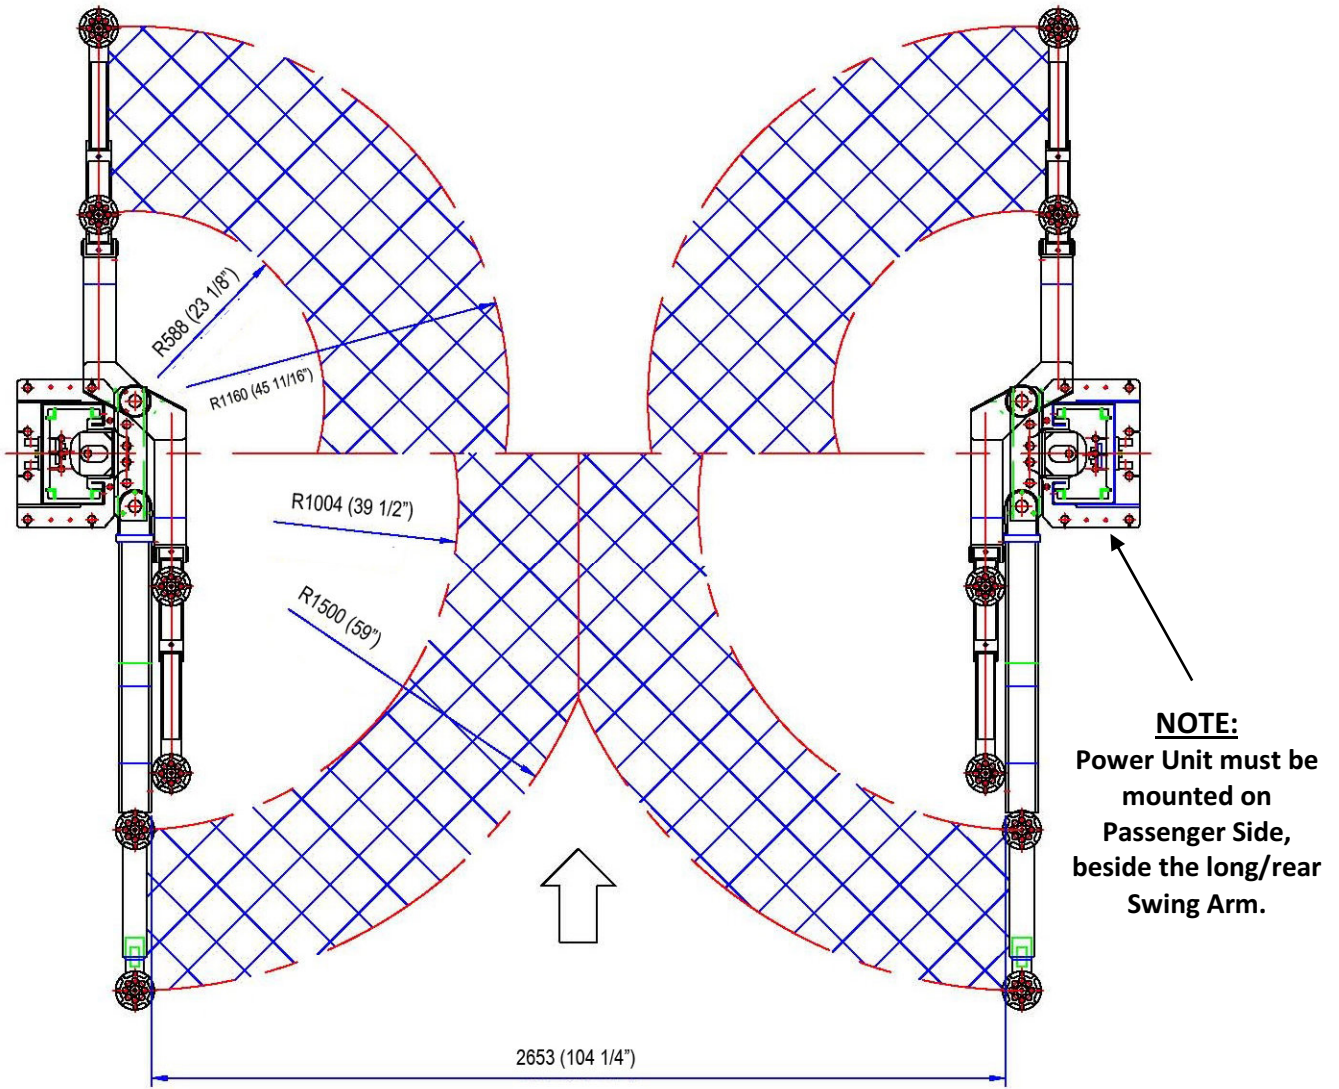 R588 (23 1/8”)
R1160 (45 11/16”)
R1004 (39 1/2”)
R1500 (59”)
NOTE:
Power Unit must be
mounted on
Passenger Side,
beside the long/rear
Swing Arm.
2653 (104 1/4”)